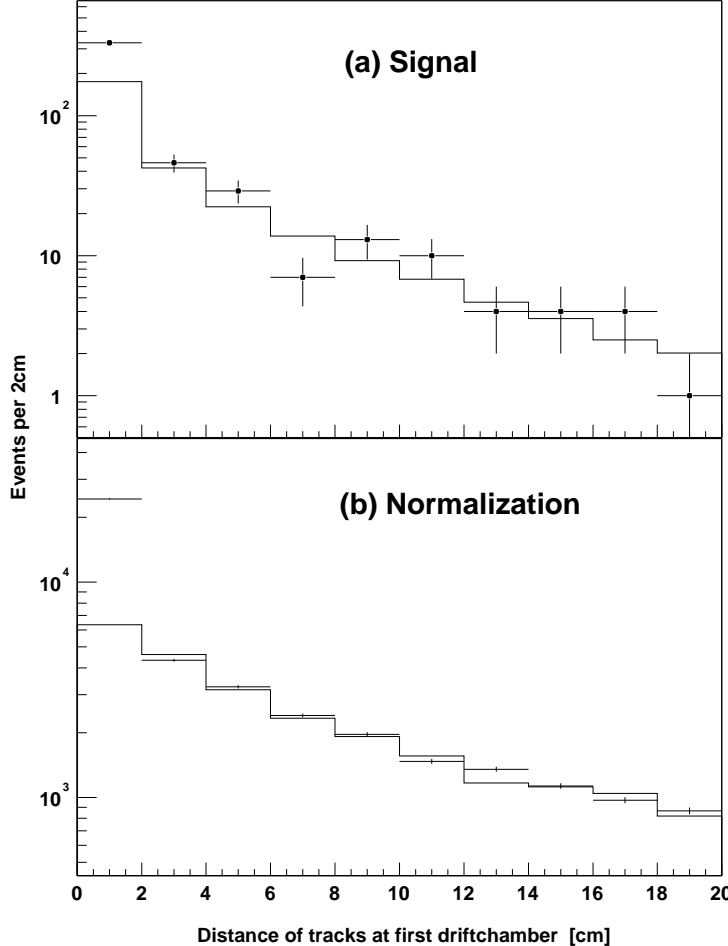 (a) Signal
10^2
10
1
Events per 2cm
(b) Normalization
10^4
10^3
0 2 4 6 8 10 12 14 16 18 20
Distance of tracks at first driftchamber [cm]